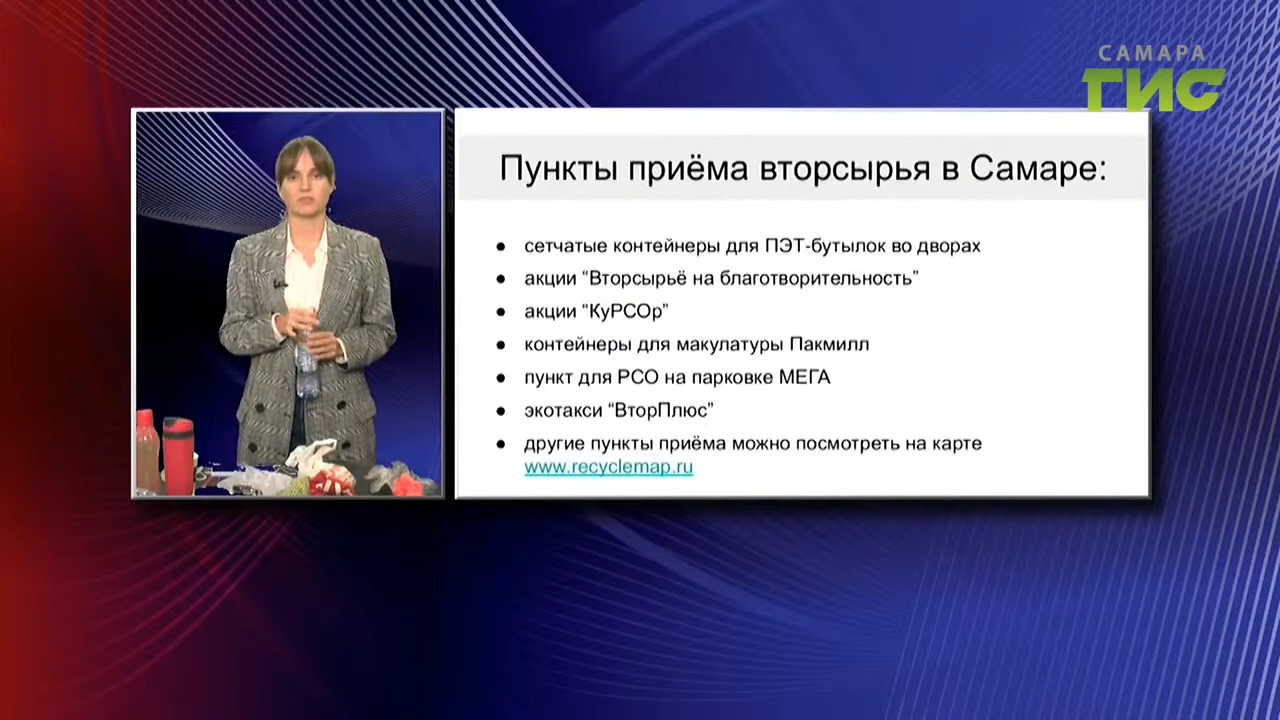 САМАРА
ГИС
Пункты приёма вторсырья в Самаре:
● сетчатые контейнеры для ПЭТ-бутылок во дворах
● акции “Вторсырьё на благотворительность”
● акции “КуРСОр”
● контейнеры для макулатуры Пакмилл
● пункт для РСО на парковке МЕГА
● экотакси “ВторПлюс”
● другие пункты приёма можно посмотреть на карте
www.recyclemap.ru